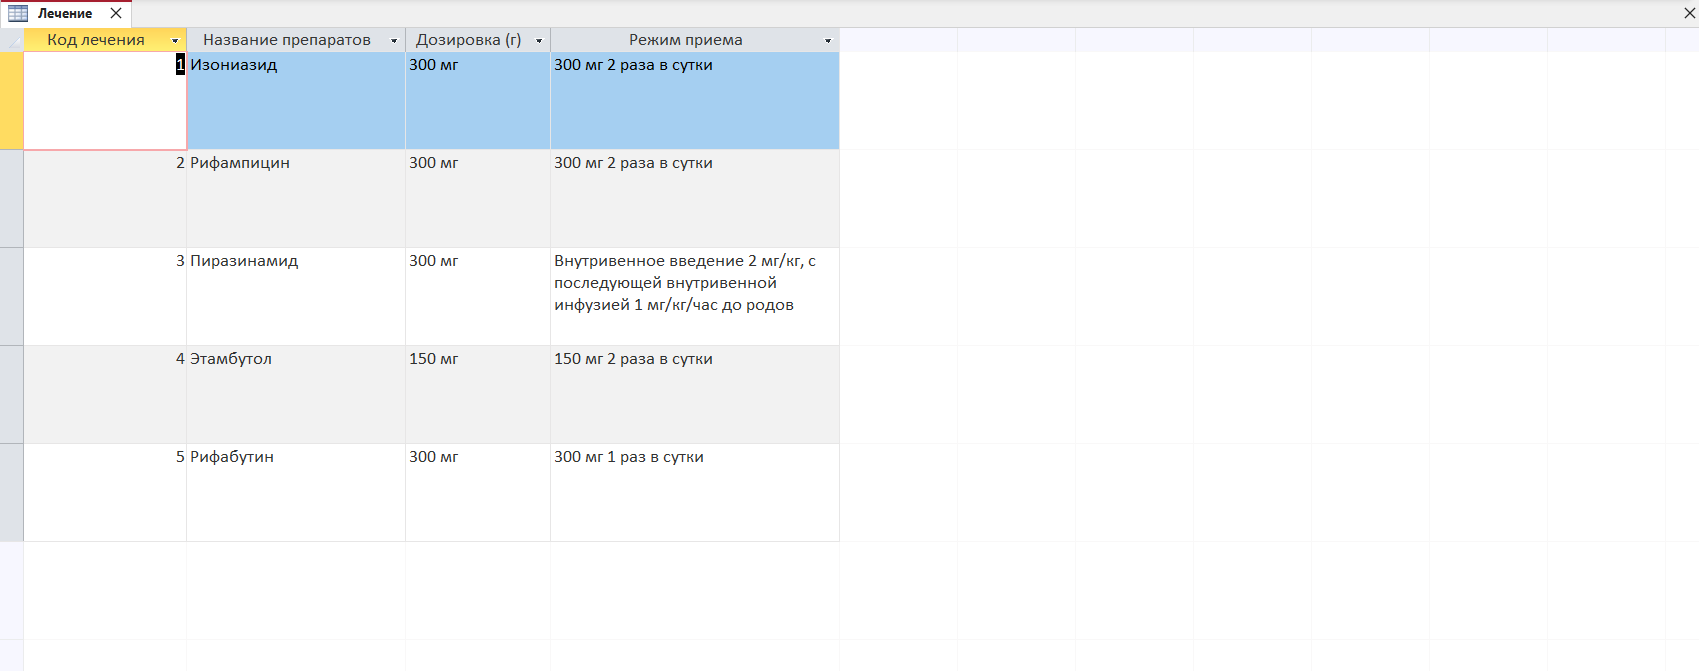 Лечение
Код лечения Название препаратов Дозировка (г) Режим приема
1 Изониазид 300 мг 300 мг 2 раза в сутки
2 Рифампицин 300 мг 300 мг 2 раза в сутки
3 Пиразинамид 300 мг Внутривенное введение 2 мг/кг, с
последующей внутривенной
инфузией 1 мг/кг/час до родов
4 Этамбутол 150 мг 150 мг 2 раза в сутки
5 Рифабутин 300 мг 300 мг 1 раз в сутки